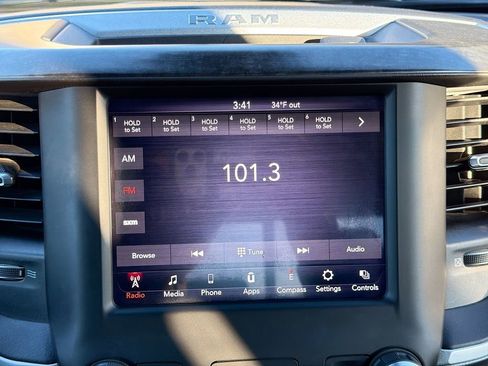 RAM
3:41 34°F out
1 HOLD to Set 2 HOLD to Set 3 HOLD to Set 4 HOLD to Set 5 HOLD to Set 6 HOLD to Set
AM
101.3
FM
sxm
Browse Tune Audio
Radio Media Phone Apps Compass Settings Controls